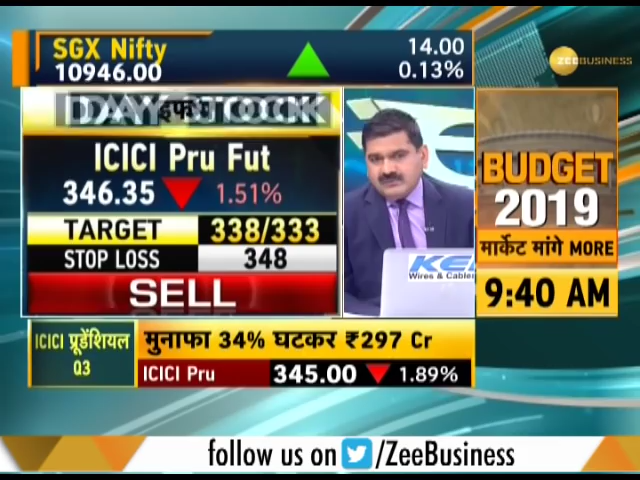 SGX Nifty
10946.00
14.00
0.13%
ZEEBUSINESS
DAY STOCK
ICICI Pru Fut
346.35
1.51%
TARGET
338/333
STOP LOSS
348
SELL
BUDGET
2019
मार्केट मांगे MORE
9:40 AM
KEI
Wires & Cables
ICICI प्रूडेंशियल
Q3
मुनाफा 34% घटकर ₹297 Cr
ICICI Pru
345.00
1.89%
follow us on /ZeeBusiness